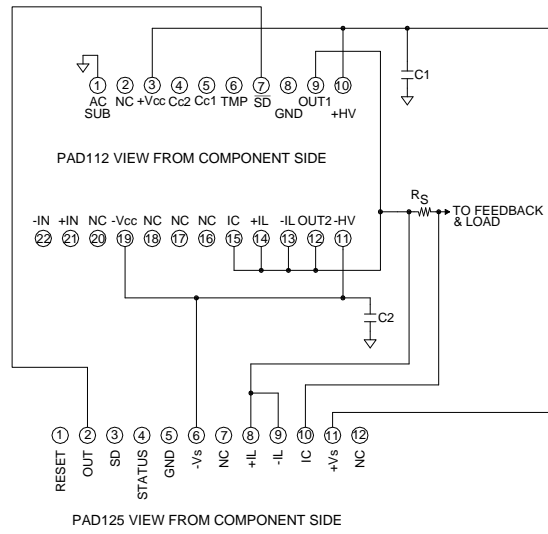 C1
1 2 3 4 5 6 7 8 9 10
AC SUB NC +Vcc Cc2 Cc1 TMP SD GND OUT1 +HV
PAD112 VIEW FROM COMPONENT SIDE
RS
TO FEEDBACK
& LOAD
-IN +IN NC -Vcc NC NC NC IC +IL -IL OUT2 -HV
22 21 20 19 18 17 16 15 14 13 12 11
C2
1 2 3 4 5 6 7 8 9 10 11 12
RESET OUT SD STATUS GND -Vs NC +IL -IL IC +Vs NC
PAD125 VIEW FROM COMPONENT SIDE